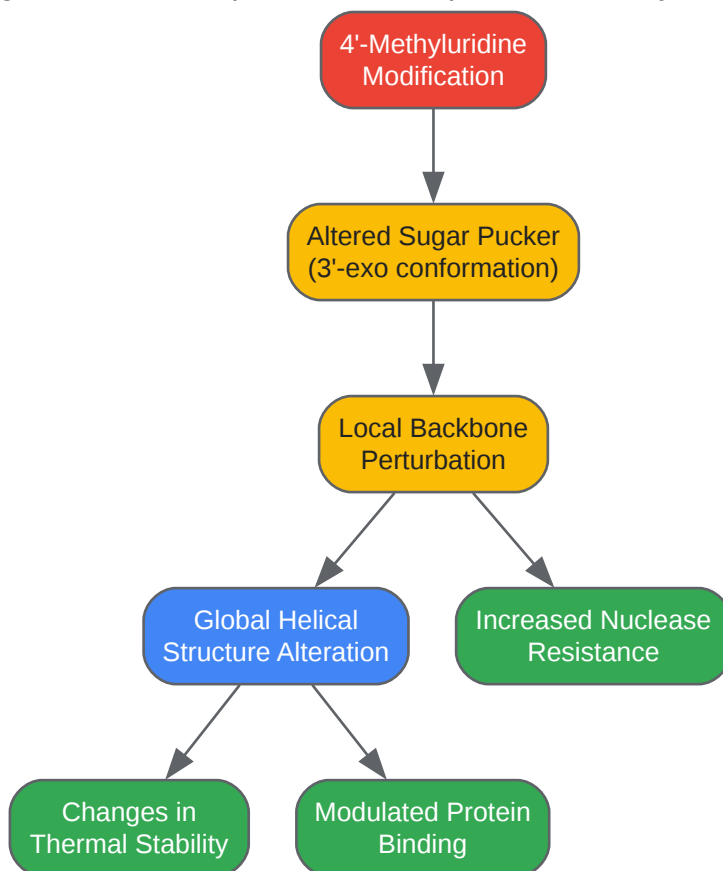 4'-Methyluridine
Modification
Altered Sugar Pucker
(3'-exo conformation)
Local Backbone
Perturbation
Global Helical
Structure Alteration
Increased Nuclease
Resistance
Changes in
Thermal Stability
Modulated Protein
Binding